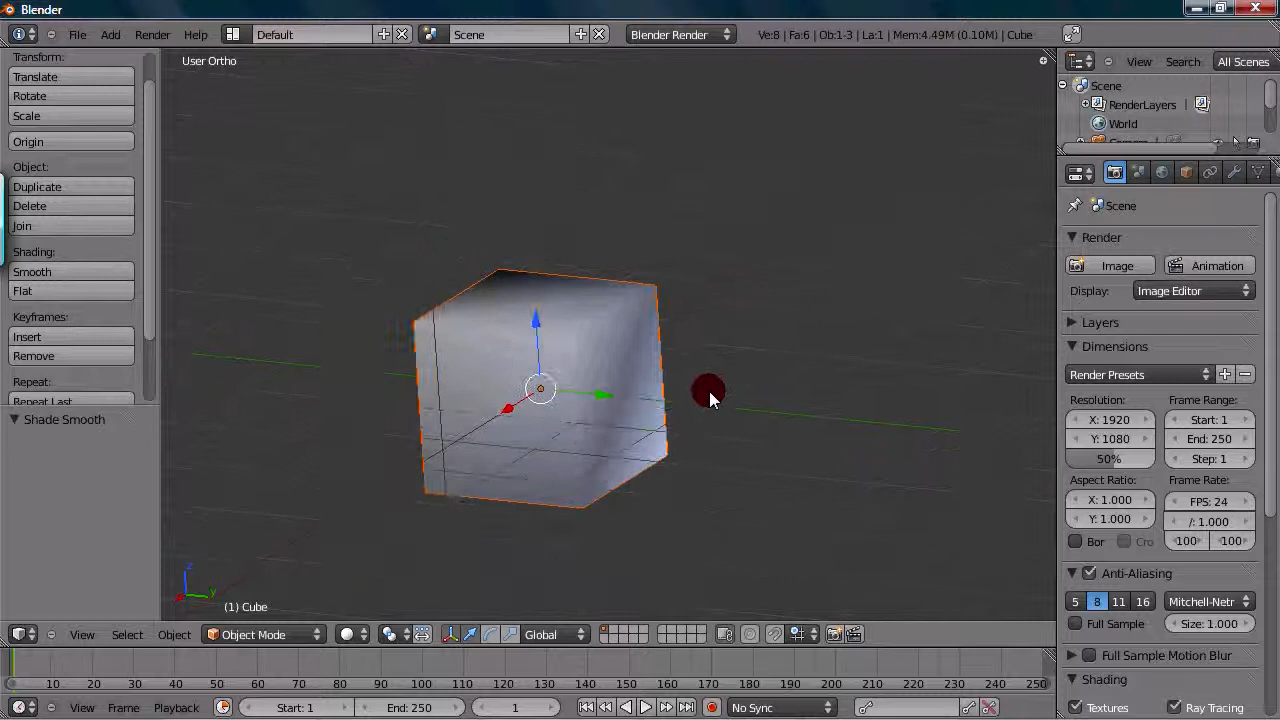 Blender
File Add Render Help Default Scene Blender Render Ve:8 | Fa:6 | Ob:1-3 | La:1 | Mem:4.49M (0.10M) | Cube
Transform:
Translate
Rotate
Scale
Origin
Object:
Duplicate
Delete
Join
Shading:
Smooth
Flat
Keyframes:
Insert
Remove
Repeat:
Shade Smooth
User Ortho
z
y
(1) Cube
View Select Object Object Mode Global
10 20 30 40 50 60 70 80 90 100 110 120 130 140 150 160 170 180 190 200 210 220 230 240 250
View Frame Playback Start: 1 End: 250 1 No Sync
View Search All Scenes
Scene
RenderLayers
World
Scene
Render
Image Animation
Display: Image Editor
Layers
Dimensions
Render Presets
Resolution: Frame Range:
X: 1920 Start: 1
Y: 1080 End: 250
50% Step: 1
Aspect Ratio: Frame Rate:
X: 1.000 FPS: 24
Y: 1.000 /: 1.000
Bor Cro 100 100
Anti-Aliasing
5 8 11 16 Mitchell-Netr
Full Sample Size: 1.000
Full Sample Motion Blur
Shading
Textures Ray Tracing